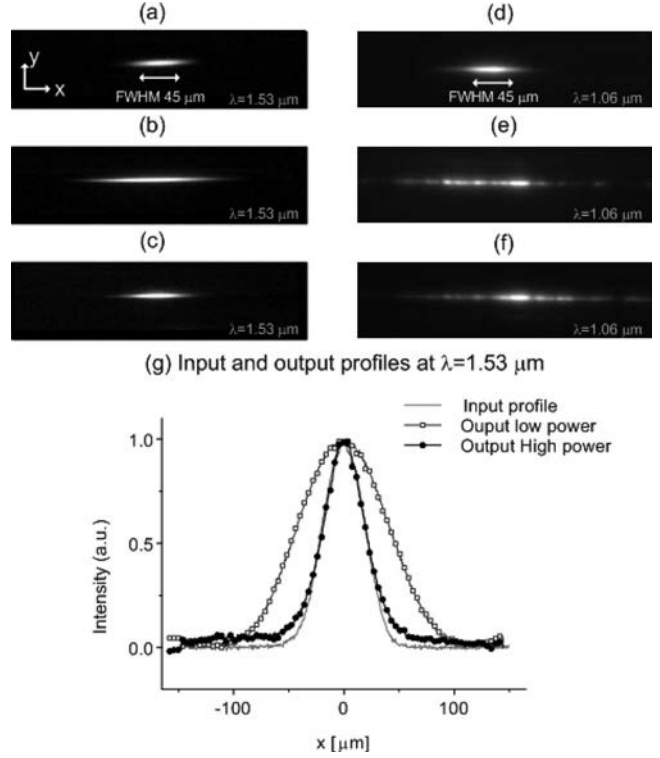 (a)
y
x
FWHM 45 μm
λ=1.53 μm
(b)
λ=1.53 μm
(c)
λ=1.53 μm
(d)
FWHM 45 μm
λ=1.06 μm
(e)
λ=1.06 μm
(f)
λ=1.06 μm
(g) Input and output profiles at λ=1.53 μm
Input profile
Ouput low power
Output High power
1.0
0.5
0.0
Intensity (a.u.)
-100
0
100
x [μm]